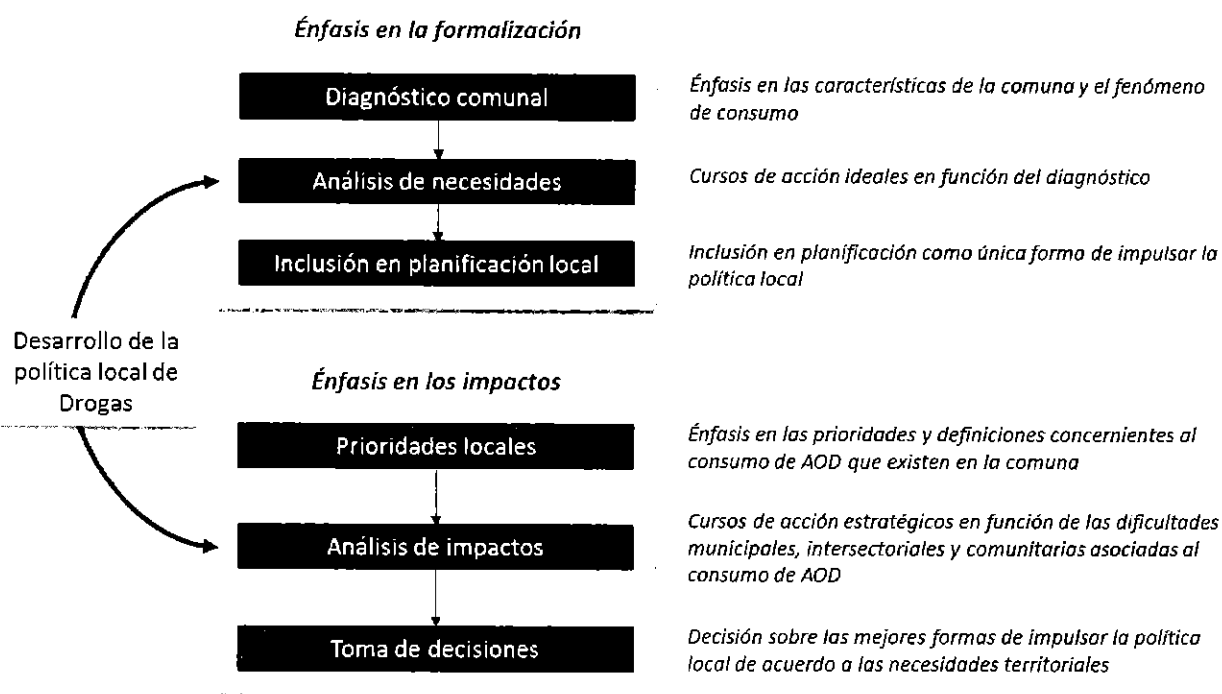 Énfasis en la formalización
Diagnóstico comunal
Énfasis en las características de la comuna y el fenómeno
de consumo
Análisis de necesidades
Cursos de acción ideales en función del diagnóstico
Inclusión en planificación local
Inclusión en planificación como única forma de impulsar la
política local
Desarrollo de la
política local de
Drogas
Énfasis en los impactos
Prioridades locales
Énfasis en las prioridades y definiciones concernientes al
consumo de AOD que existen en la comuna
Análisis de impactos
Cursos de acción estratégicos en función de las dificultades
municipales, intersectoriales y comunitarias asociadas al
consumo de AOD
Toma de decisiones
Decisión sobre las mejores formas de impulsar la política
local de acuerdo a las necesidades territoriales